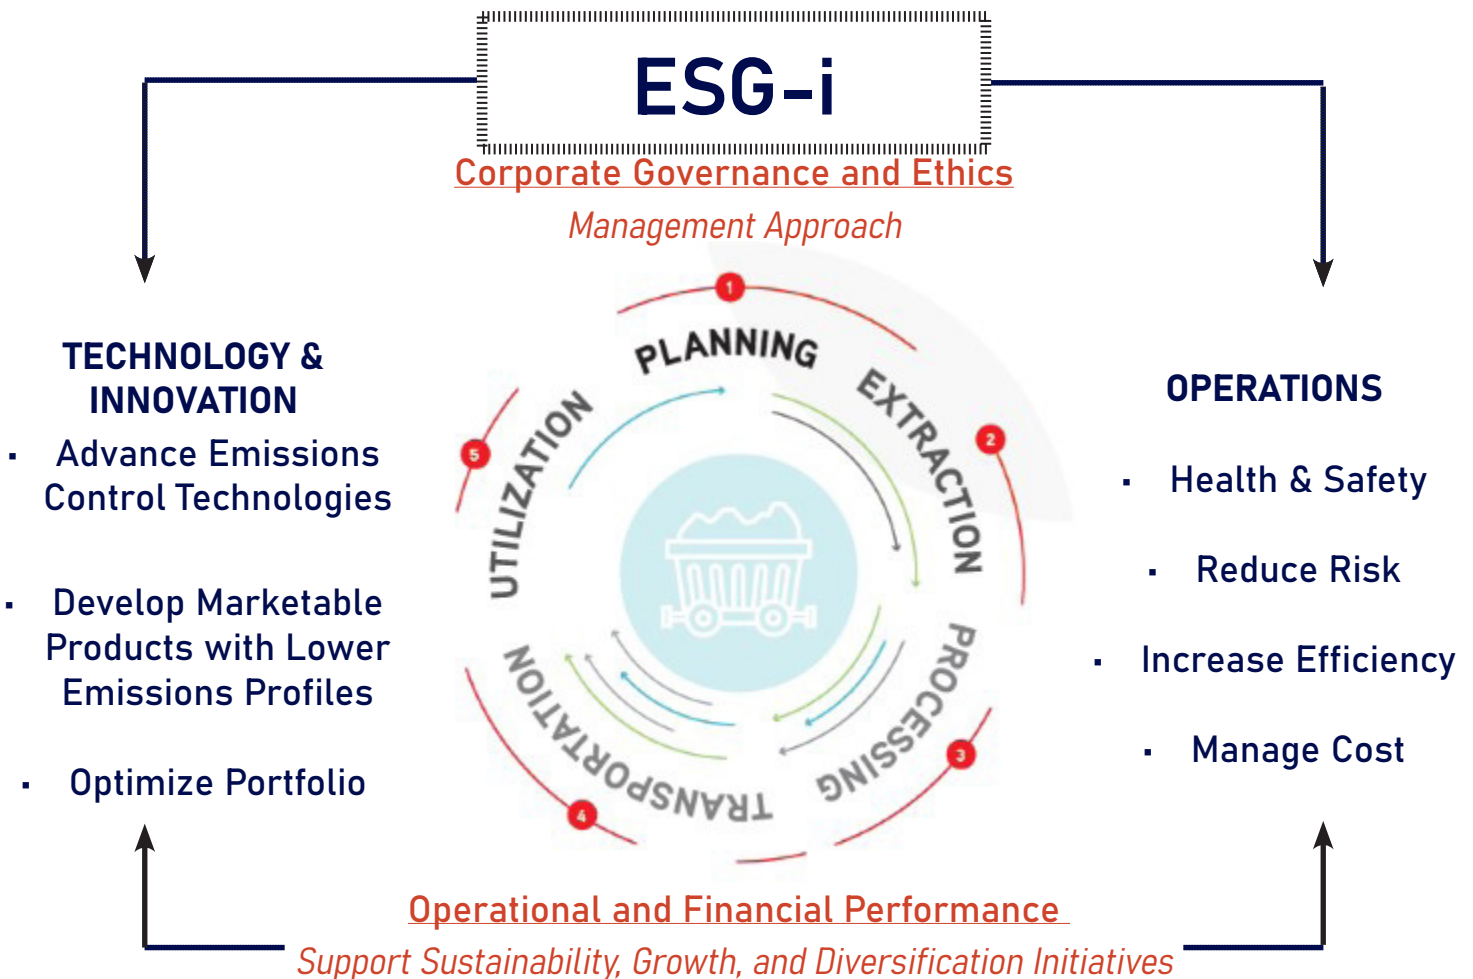 ESG-i
Corporate Governance and Ethics
Management Approach
TECHNOLOGY &
INNOVATION
▪ Advance Emissions
Control Technologies
▪ Develop Marketable
Products with Lower
Emissions Profiles
▪ Optimize Portfolio
1
PLANNING
2
EXTRACTION
3
PROCESSING
4
TRANSPORTATION
5
UTILIZATION
OPERATIONS
▪ Health & Safety
▪ Reduce Risk
▪ Increase Efficiency
▪ Manage Cost
Operational and Financial Performance
Support Sustainability, Growth, and Diversification Initiatives